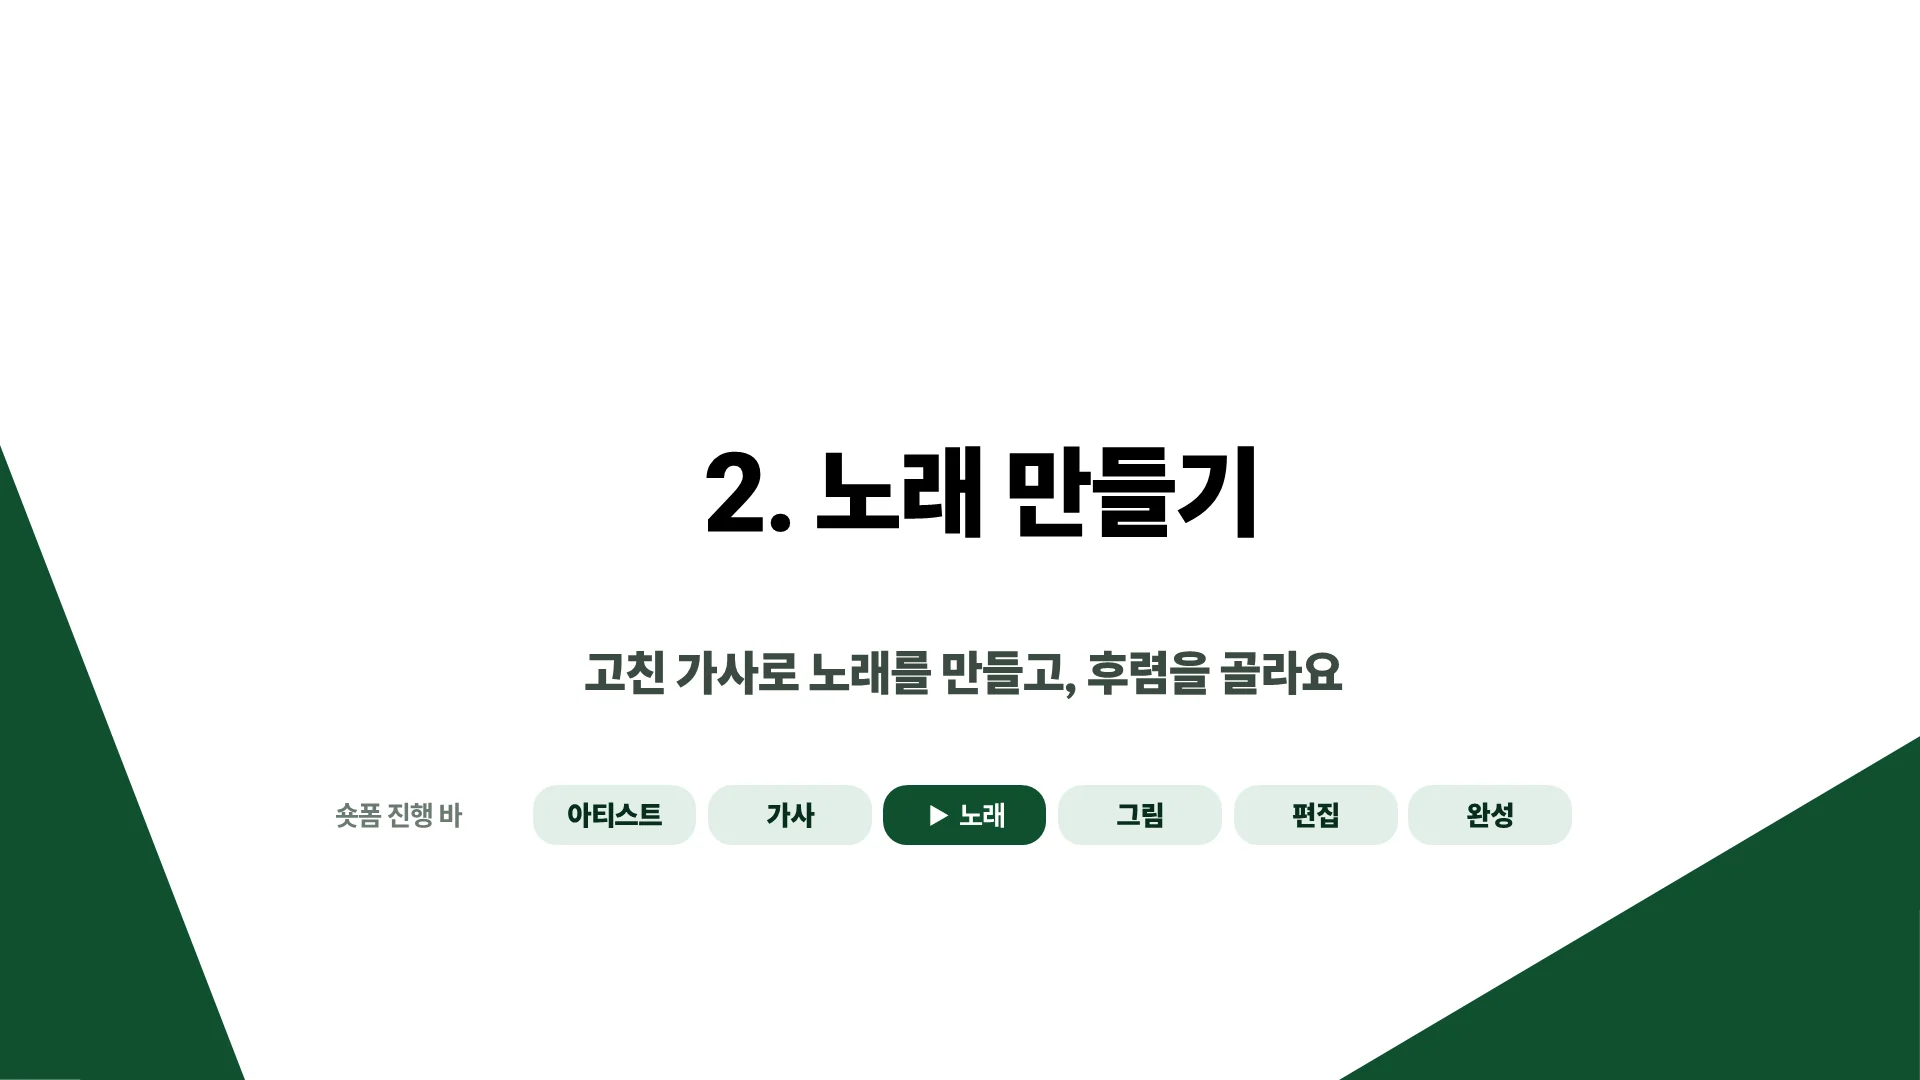 2. 노래 만들기
고친 가사로 노래를 만들고, 후렴을 골라요
숏폼 진행 바 아티스트 가사 ▶ 노래 그림 편집 완성